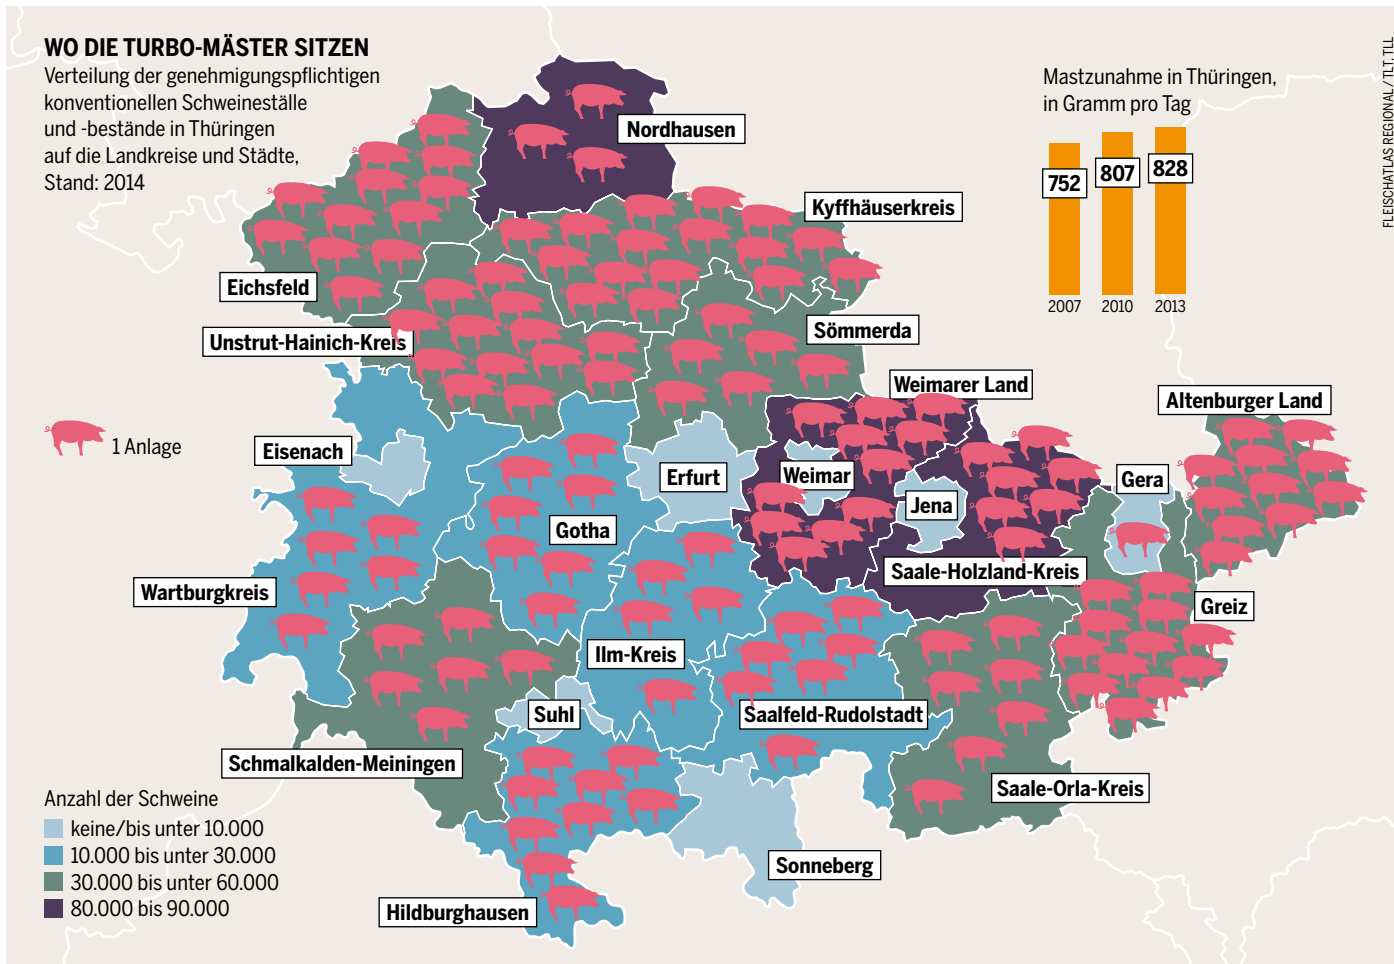 WO DIE TURBO-MÄSTER SITZEN
Verteilung der genehmigungspflichtigen
konventionellen Schweineställe
und -bestände in Thüringen
auf die Landkreise und Städte,
Stand: 2014
Mastzunahme in Thüringen,
in Gramm pro Tag
752
807
828
2007
2010
2013
FLEISCHATLAS REGIONAL / TLT, TLL
Nordhausen
Kyffhäuserkreis
Eichsfeld
Unstrut-Hainich-Kreis
Sömmerda
Weimarer Land
Altenburger Land
1 Anlage
Eisenach
Erfurt
Weimar
Gera
Jena
Gotha
Saale-Holzland-Kreis
Wartburgkreis
Greiz
Ilm-Kreis
Suhl
Saalfeld-Rudolstadt
Schmalkalden-Meiningen
Saale-Orla-Kreis
Sonneberg
Hildburghausen
Anzahl der Schweine
keine/bis unter 10.000
10.000 bis unter 30.000
30.000 bis unter 60.000
80.000 bis 90.000